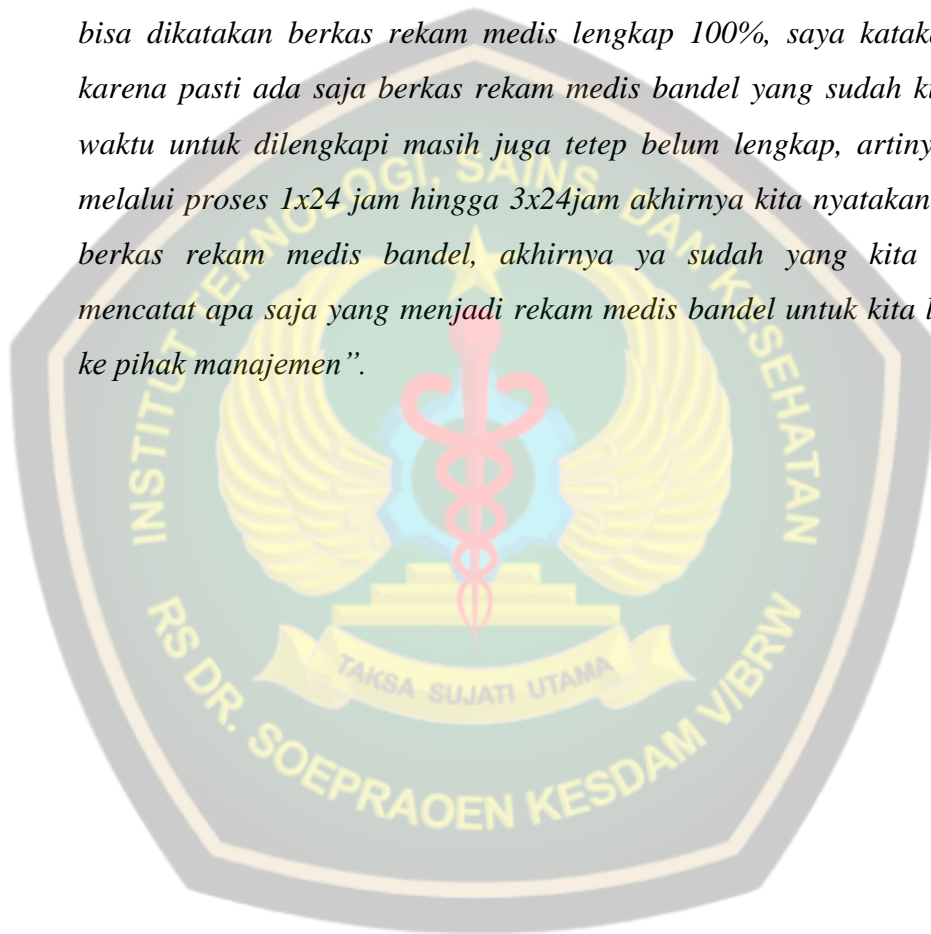 bisa dikatakan berkas rekam medis lengkap 100%, saya
karena pasti ada saja berkas rekam medis bandel yang sudah
waktu untuk dilengkapi masih juga tetep belum lengkap,
melalui proses 1x24 jam hingga 3x24jam akhirnya kita nyatakan
berkas rekam medis bandel, akhirnya ya sudah yang kita
mencatat apa saja yang menjadi rekam medis bandel untuk kita
ke pihak manajemen”.
INSTITUT TEKNOLOGI, SAINS, DAN KESEHATAN
TAKSA SUJATI UTAMA
RS DR. SOEPRAOEN KESDAM V/BRW